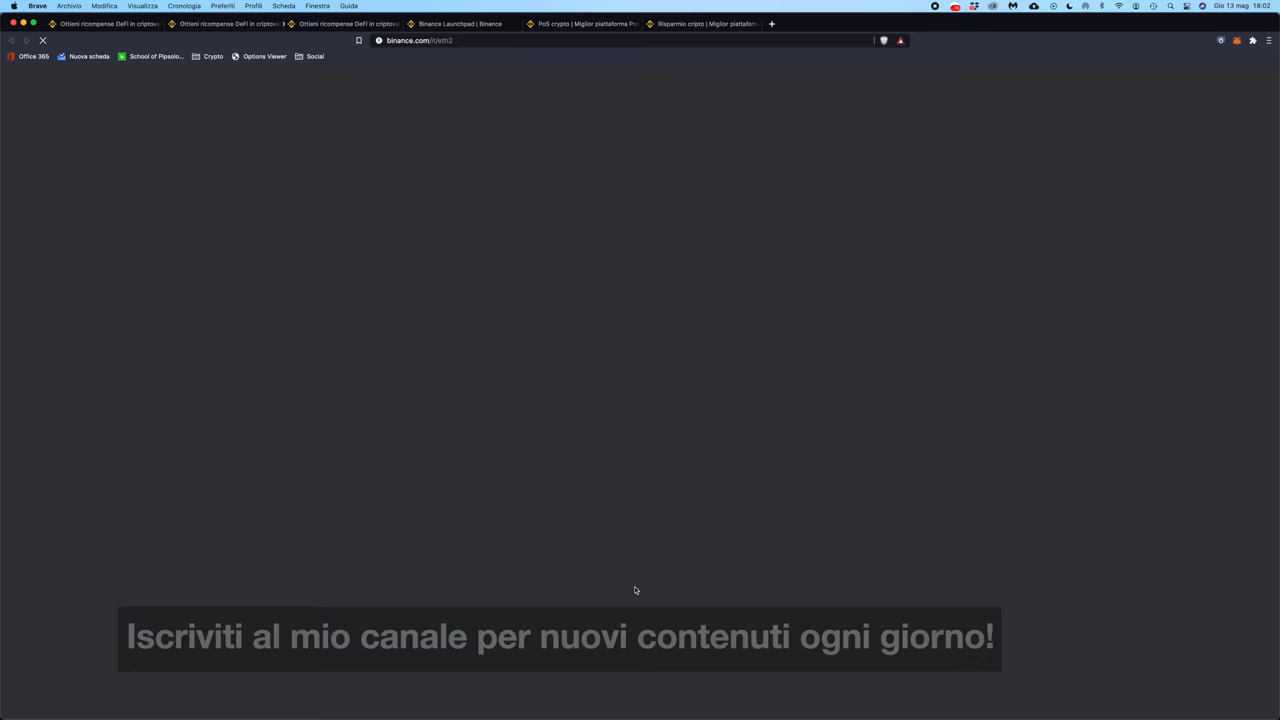 Brave Archivio Modifica Visualizza Cronologia Preferiti Profili Scheda Finestra Guida Gio 13 mag 18:02
Ottieni ricompense DeFi in criptova Ottieni ricompense DeFi in criptova Ottieni ricompense DeFi in criptova Binance Launchpad | Binance PoS crypto | Miglior piattaforma Po Risparmio cripto | Miglior piattaform
binance.com/it/eth2
Office 365 Nuova scheda School of Pipsolo... Crypto Options Viewer Social
Iscriviti al mio canale per nuovi contenuti ogni giorno!